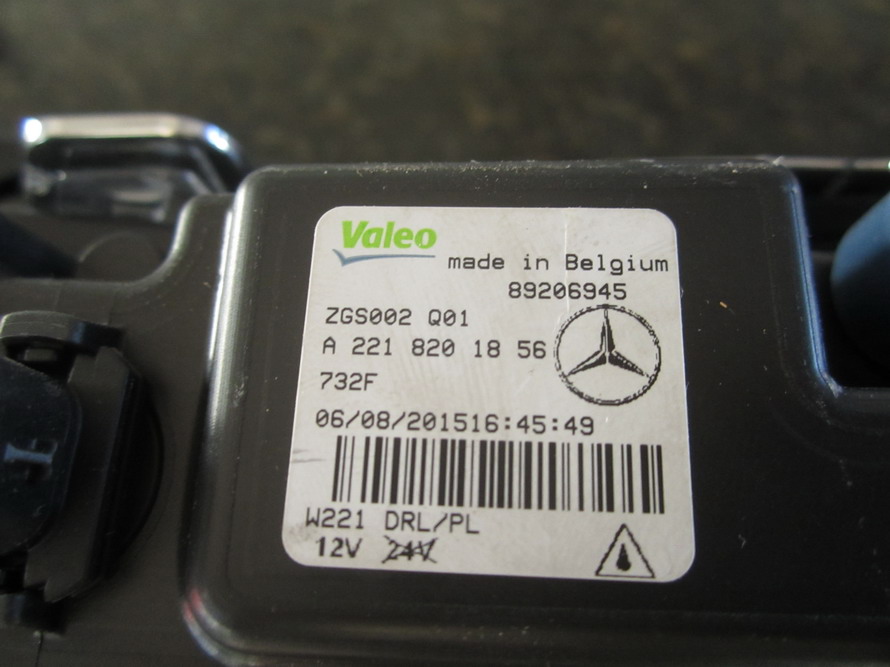 Valeo
made in Belgium
89206945
ZGS002 Q01
A 221 820 18 56
732F
06/08/201516:45:49
W221 DRL/PL
12V 24V